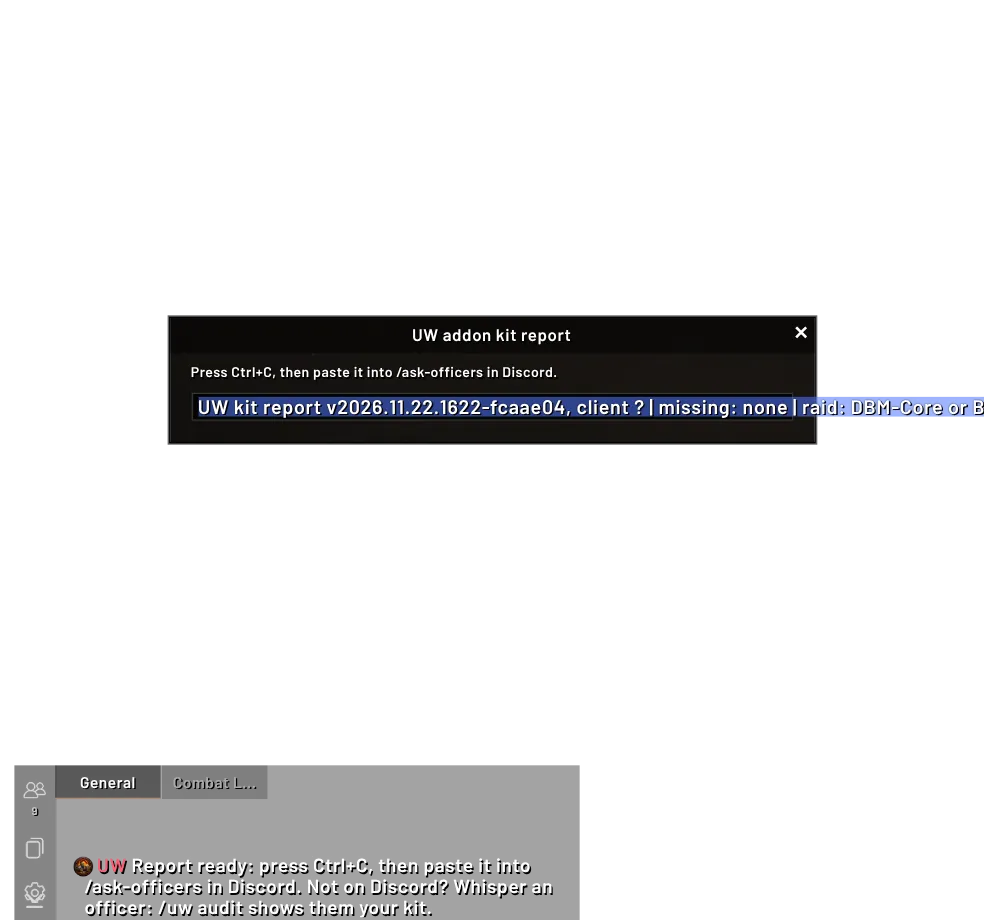 UW addon kit report
Press Ctrl+C, then paste it into /ask-officers in Discord.
UW kit report v2026.11.22.1622-fcaae04, client ? | missing: none | raid: DBM-Core or B
General
Combat L...
9
UW Report ready: press Ctrl+C, then paste it into
/ask-officers in Discord. Not on Discord? Whisper an
officer: /uw audit shows them your kit.